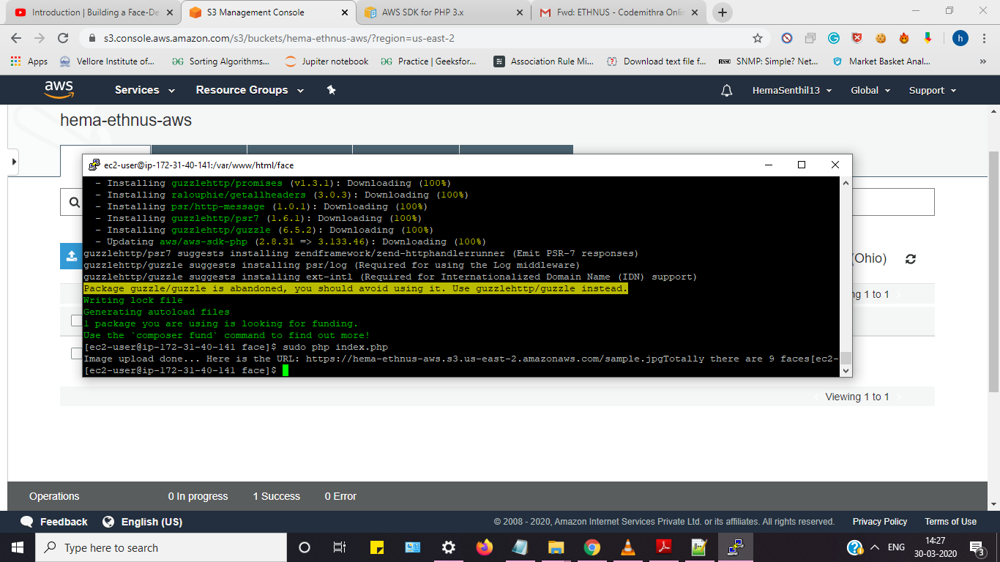 Introduction | Building a Face-De
S3 Management Console
AWS SDK for PHP 3.x
Fwd: ETHNUS - Codemithra Onli
s3.console.aws.amazon.com/s3/buckets/hema-ethnus-aws/?region=us-east-2
h
Apps
Vellore Institute of...
Sorting Algorithms...
Jupiter notebook
Practice | Geeksfor...
Association Rule Mi...
Download text file f...
SNMP: Simple? Net...
Market Basket Anal...
»
aws
Services
Resource Groups
HemaSenthil13
Global
Support
hema-ethnus-aws
ec2-user@ip-172-31-40-141:/var/www/html/face
- Installing guzzlehttp/promises (v1.3.1): Downloading (100%)
- Installing ralouphie/getallheaders (3.0.3): Downloading (100%)
- Installing psr/http-message (1.0.1): Downloading (100%)
- Installing guzzlehttp/psr7 (1.6.1): Downloading (100%)
- Installing guzzlehttp/guzzle (6.5.2): Downloading (100%)
- Updating aws/aws-sdk-php (2.8.31 => 3.133.46): Downloading (100%)
guzzlehttp/psr7 suggests installing zendframework/zend-httphandlerrunner (Emit PSR-7 responses)
guzzlehttp/guzzle suggests installing psr/log (Required for using the Log middleware)
guzzlehttp/guzzle suggests installing ext-intl (Required for Internationalized Domain Name (IDN) support)
Package guzzle/guzzle is abandoned, you should avoid using it. Use guzzlehttp/guzzle instead.
Writing lock file
Generating autoload files
1 package you are using is looking for funding.
Use the `composer fund` command to find out more!
[ec2-user@ip-172-31-40-141 face]$ sudo php index.php
Image upload done... Here is the URL: https://hema-ethnus-aws.s3.us-east-2.amazonaws.com/sample.jpgTotally there are 9 faces[ec2-
[ec2-user@ip-172-31-40-141 face]$
(Ohio)
ng 1 to 1
Viewing 1 to 1
Operations
0 In progress
1 Success
0 Error
Feedback
English (US)
© 2008 - 2020, Amazon Internet Services Private Ltd. or its affiliates. All rights reserved.
Privacy Policy
Terms of Use
Type here to search
ENG
14:27
30-03-2020
3